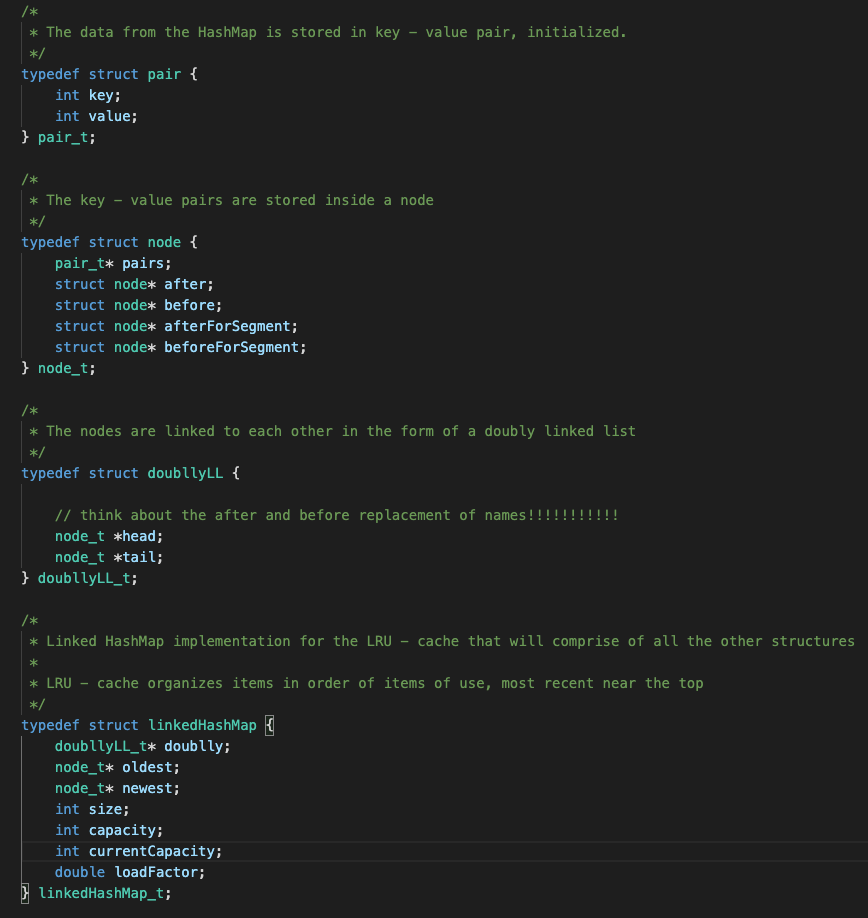 /*
 * The data from the HashMap is stored in key – value pair, initialized.
 */
typedef struct pair {
    int key;
    int value;
} pair_t;
/*
 * The key – value pairs are stored inside a node
 */
typedef struct node {
    pair_t* pairs;
    struct node* after;
    struct node* before;
    struct node* afterForSegment;
    struct node* beforeForSegment;
} node_t;
/*
 * The nodes are linked to each other in the form of a doubly linked list
 */
typedef struct doubllyLL {
    // think about the after and before replacement of names!!!!!!!!!!!
    node_t *head;
    node_t *tail;
} doubllyLL_t;
/*
 * Linked HashMap implementation for the LRU – cache that will comprise of all the other structures
 *
 * LRU – cache organizes items in order of items of use, most recent near the top
 */
typedef struct linkedHashMap {
    doubllyLL_t* doublly;
    node_t* oldest;
    node_t* newest;
    int size;
    int capacity;
    int currentCapacity;
    double loadFactor;
} linkedHashMap_t;